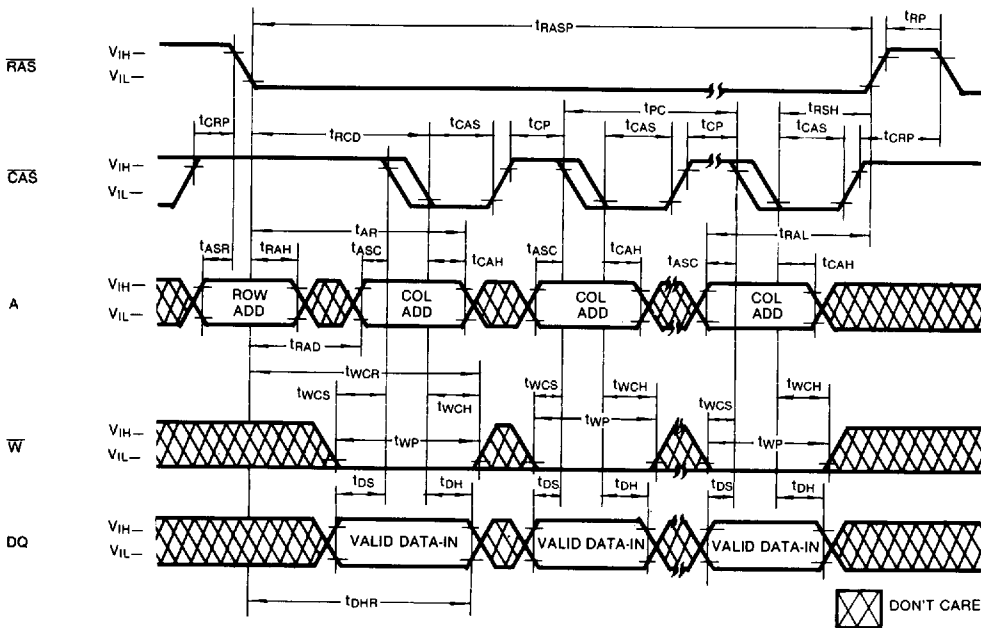 tRASP
tRP
RAS
VIH—
VIL—
tCRP
tRCD
tCAS
tCP
tPC
tCAS
tCP
tRSH
tCAS
tCRP
CAS
VIH—
VIL—
tAR
tRAL
tASR
tRAH
tASC
tCAH
tASC
tCAH
tASC
tCAH
A
VIH—
VIL—
ROW ADD
COL ADD
COL ADD
COL ADD
tRAD
tWCR
tWCS
tWCH
tWCS
tWCH
tWCS
tWCH
W
VIH—
VIL—
tWP
tWP
tWP
tDS
tDH
tDS
tDH
tDS
tDH
DQ
VIH—
VIL—
VALID DATA-IN
VALID DATA-IN
VALID DATA-IN
tDHR
DON'T CARE